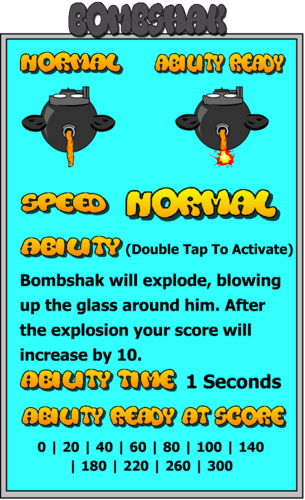 BOMBSHAK
NORMAL ABILITY READY
SPEED NORMAL
ABILITY (Double Tap To Activate)
Bombshak will explode, blowing
up the glass around him. After
the explosion your score will
increase by 10.
ABILITY TIME 1 Seconds
ABILITY READY AT SCORE
0 | 20 | 40 | 60 | 80 | 100 | 140
| 180 | 220 | 260 | 300